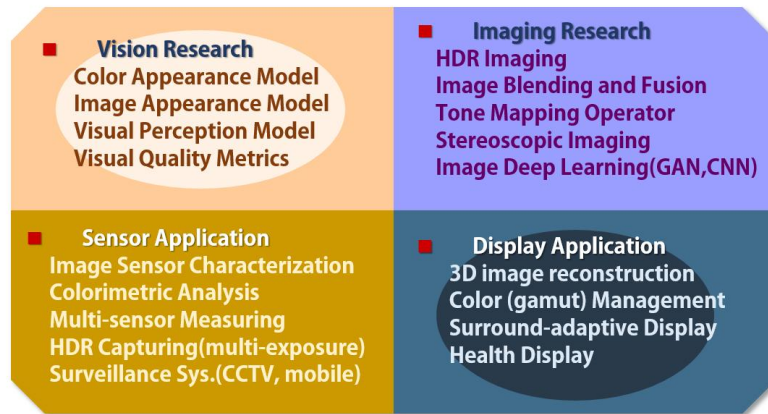 Vision Research
Color Appearance Model
Image Appearance Model
Visual Perception Model
Visual Quality Metrics
Imaging Research
HDR Imaging
Image Blending and Fusion
Tone Mapping Operator
Stereoscopic Imaging
Image Deep Learning(GAN,CNN)
Sensor Application
Image Sensor Characterization
Colorimetric Analysis
Multi-sensor Measuring
HDR Capturing(multi-exposure)
Surveillance Sys.(CCTV, mobile)
Display Application
3D image reconstruction
Color (gamut) Management
Surround-adaptive Display
Health Display